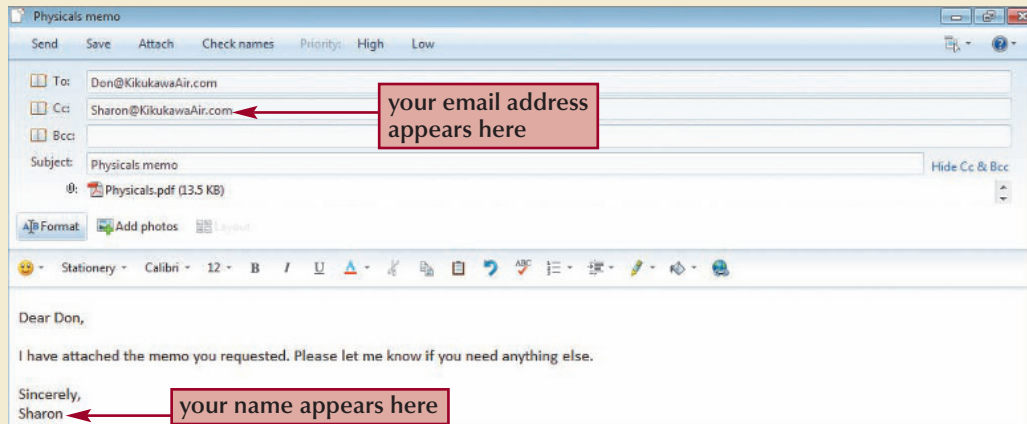 Physicals memo
Send Save Attach Check names Priority: High Low
To: Don@KikukawaAir.com
Cc: Sharon@KikukawaAir.com
your email address
appears here
Bcc:
Subject: Physicals memo Hide Cc & Bcc
Physicals.pdf (13.5 KB)
Format Add photos Layout
Stationery Calibri 12 B I U A ABC
Dear Don,
I have attached the memo you requested. Please let me know if you need anything else.
Sincerely,
Sharon
your name appears here